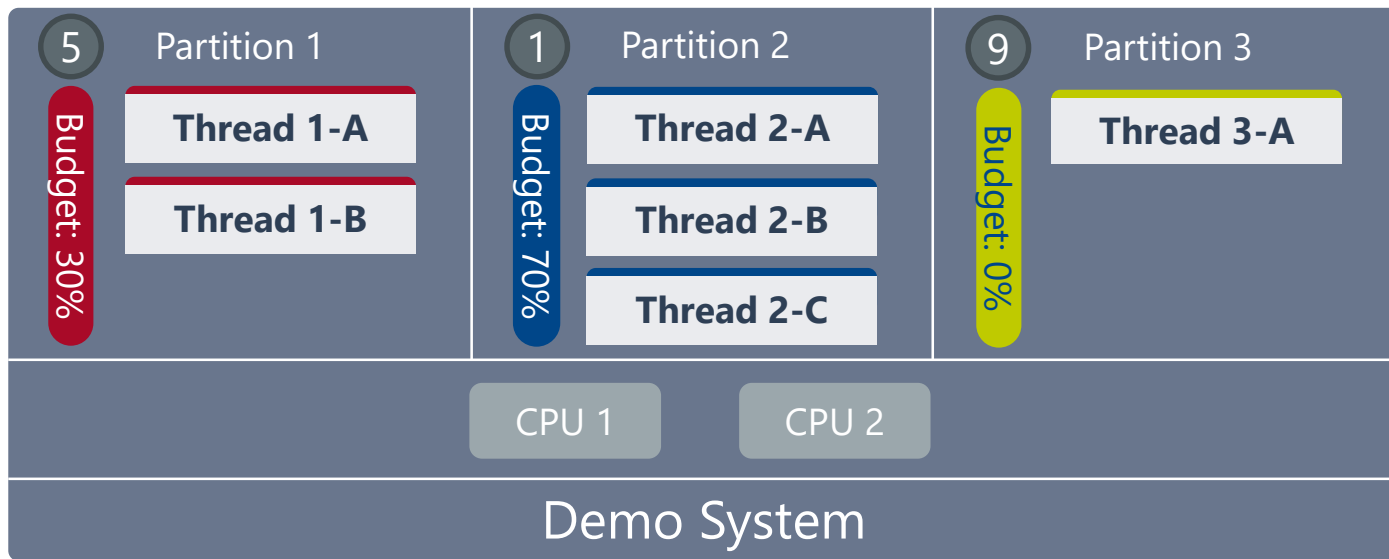 5
Partition 1
Budget: 30%
Thread 1-A
Thread 1-B
1
Partition 2
Budget: 70%
Thread 2-A
Thread 2-B
Thread 2-C
9
Partition 3
Budget: 0%
Thread 3-A
CPU 1
CPU 2
Demo System